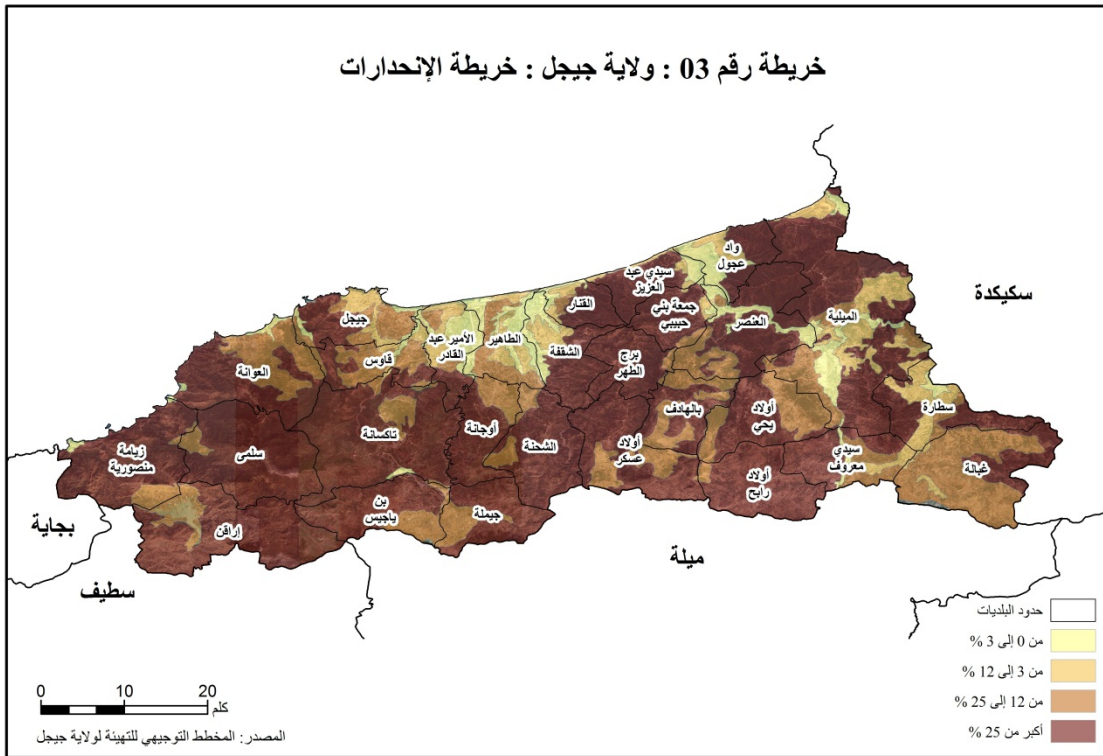 خريطة رقم 03 : ولاية جيجل : خريطة الإنحدارات
سكيكدة
واد
عجول
سيدي عبد
العزيز
القنار
جمعة بني
حبيبي
العنصر
الميلية
جيجل
الأمير عبد
القادر
الطاهير
الشقفة
قاوس
العوانة
برج
الطهر
تاكسانة
أوجانة
الشحنة
بالهادف
أولاد
يحي
سطارة
أولاد
عسكر
سيدي
معروف
غبالة
زيامة
منصورية
سلمى
أولاد
رابح
بن
ياجيس
جيملة
إراقن
بجاية
سطيف
ميلة
حدود البلديات
من 0 إلى 3 %
من 3 إلى 12 %
من 12 إلى 25 %
أكبر من 25 %
0 10 20
كلم
المصدر: المخطط التوجيهي للتهيئة لولاية جيجل